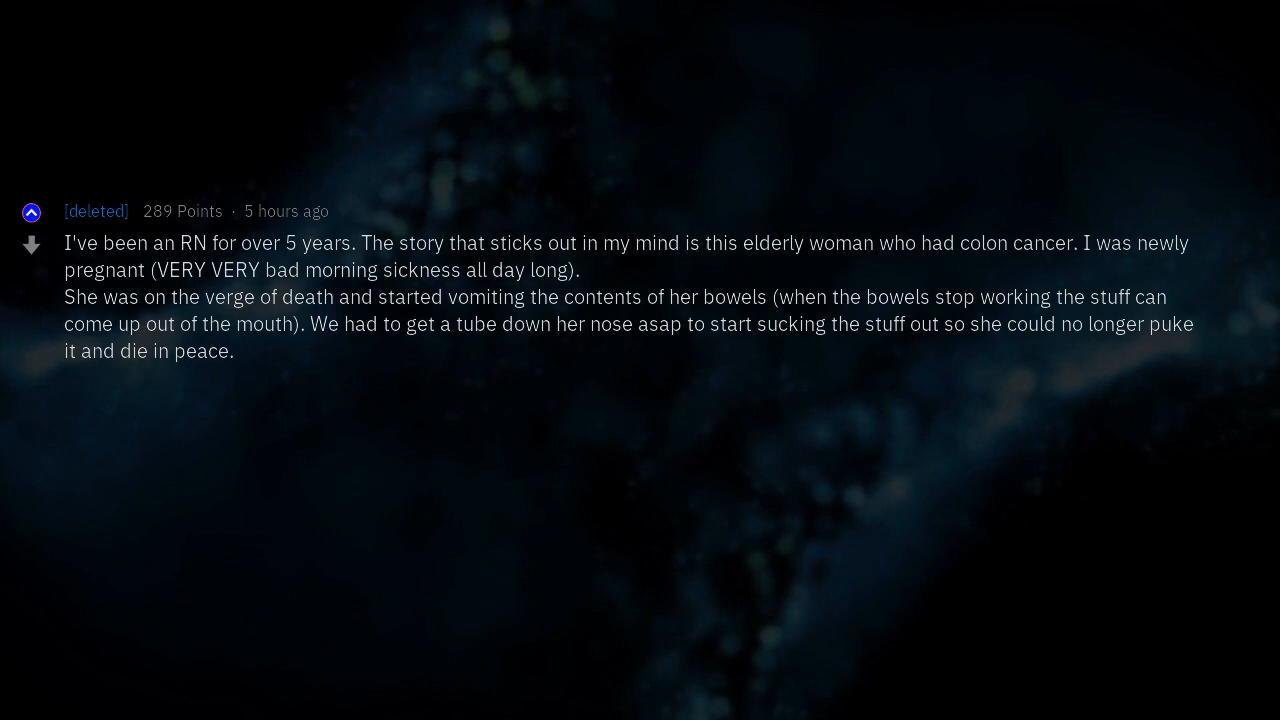 [deleted] 289 Points · 5 hours ago
I've been an RN for over 5 years. The story that sticks out in my mind is this elderly woman who had colon cancer. I was newly
pregnant (VERY VERY bad morning sickness all day long).
She was on the verge of death and started vomiting the contents of her bowels (when the bowels stop working the stuff can
come up out of the mouth). We had to get a tube down her nose asap to start sucking the stuff out so she could no longer puke
it and die in peace.